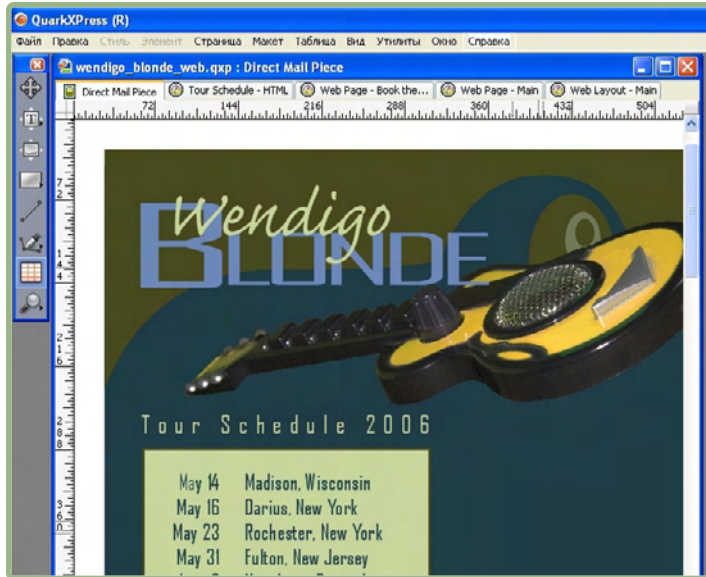 QuarkXPress (R)
Файл Правка Стиль Элемент Страница Макет Таблица Вид Утилиты Окно Справка
wendigo_blonde_web.qxp : Direct Mail Piece
Direct Mail Piece Tour Schedule - HTML Web Page - Book the... Web Page - Main Web Layout - Main
72 144 216 288 360 432 504
Wendigo
BLONDE
Tour Schedule 2006
May 14 Madison, Wisconsin
May 16 Darius, New York
May 23 Rochester, New York
May 31 Fulton, New Jersey